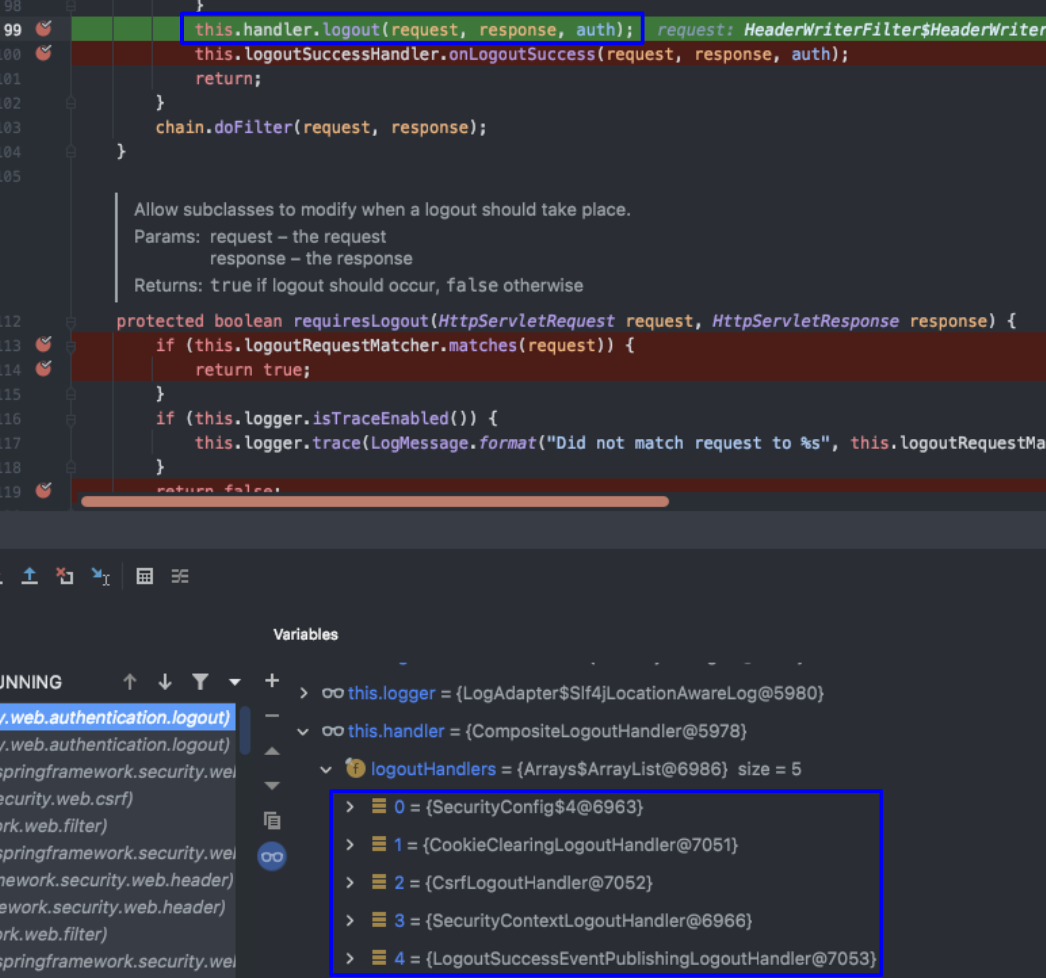 98 }
99 this.handler.logout(request, response, auth); request: HeaderWriterFilter$HeaderWriter
100 this.logoutSuccessHandler.onLogoutSuccess(request, response, auth);
101 return;
102 }
103 chain.doFilter(request, response);
104 }
105
Allow subclasses to modify when a logout should take place.
Params: request – the request
response – the response
Returns: true if logout should occur, false otherwise
112 protected boolean requiresLogout(HttpServletRequest request, HttpServletResponse response) {
113 if (this.logoutRequestMatcher.matches(request)) {
114 return true;
115 }
116 if (this.logger.isTraceEnabled()) {
117 this.logger.trace(LogMessage.format("Did not match request to %s", this.logoutRequestMa
118 }
119 return false;
Variables
UNNING
y.web.authentication.logout)
y.web.authentication.logout)
springframework.security.we
ecurity.web.csrf)
ork.web.filter)
springframework.security.we
mework.security.web.header)
ework.security.web.header)
ork.web.filter)
springframework.security.we
this.logger = {LogAdapter$Slf4jLocationAwareLog@5980}
this.handler = {CompositeLogoutHandler@5978}
logoutHandlers = {Arrays$ArrayList@6986} size = 5
0 = {SecurityConfig$4@6963}
1 = {CookieClearingLogoutHandler@7051}
2 = {CsrfLogoutHandler@7052}
3 = {SecurityContextLogoutHandler@6966}
4 = {LogoutSuccessEventPublishingLogoutHandler@7053}